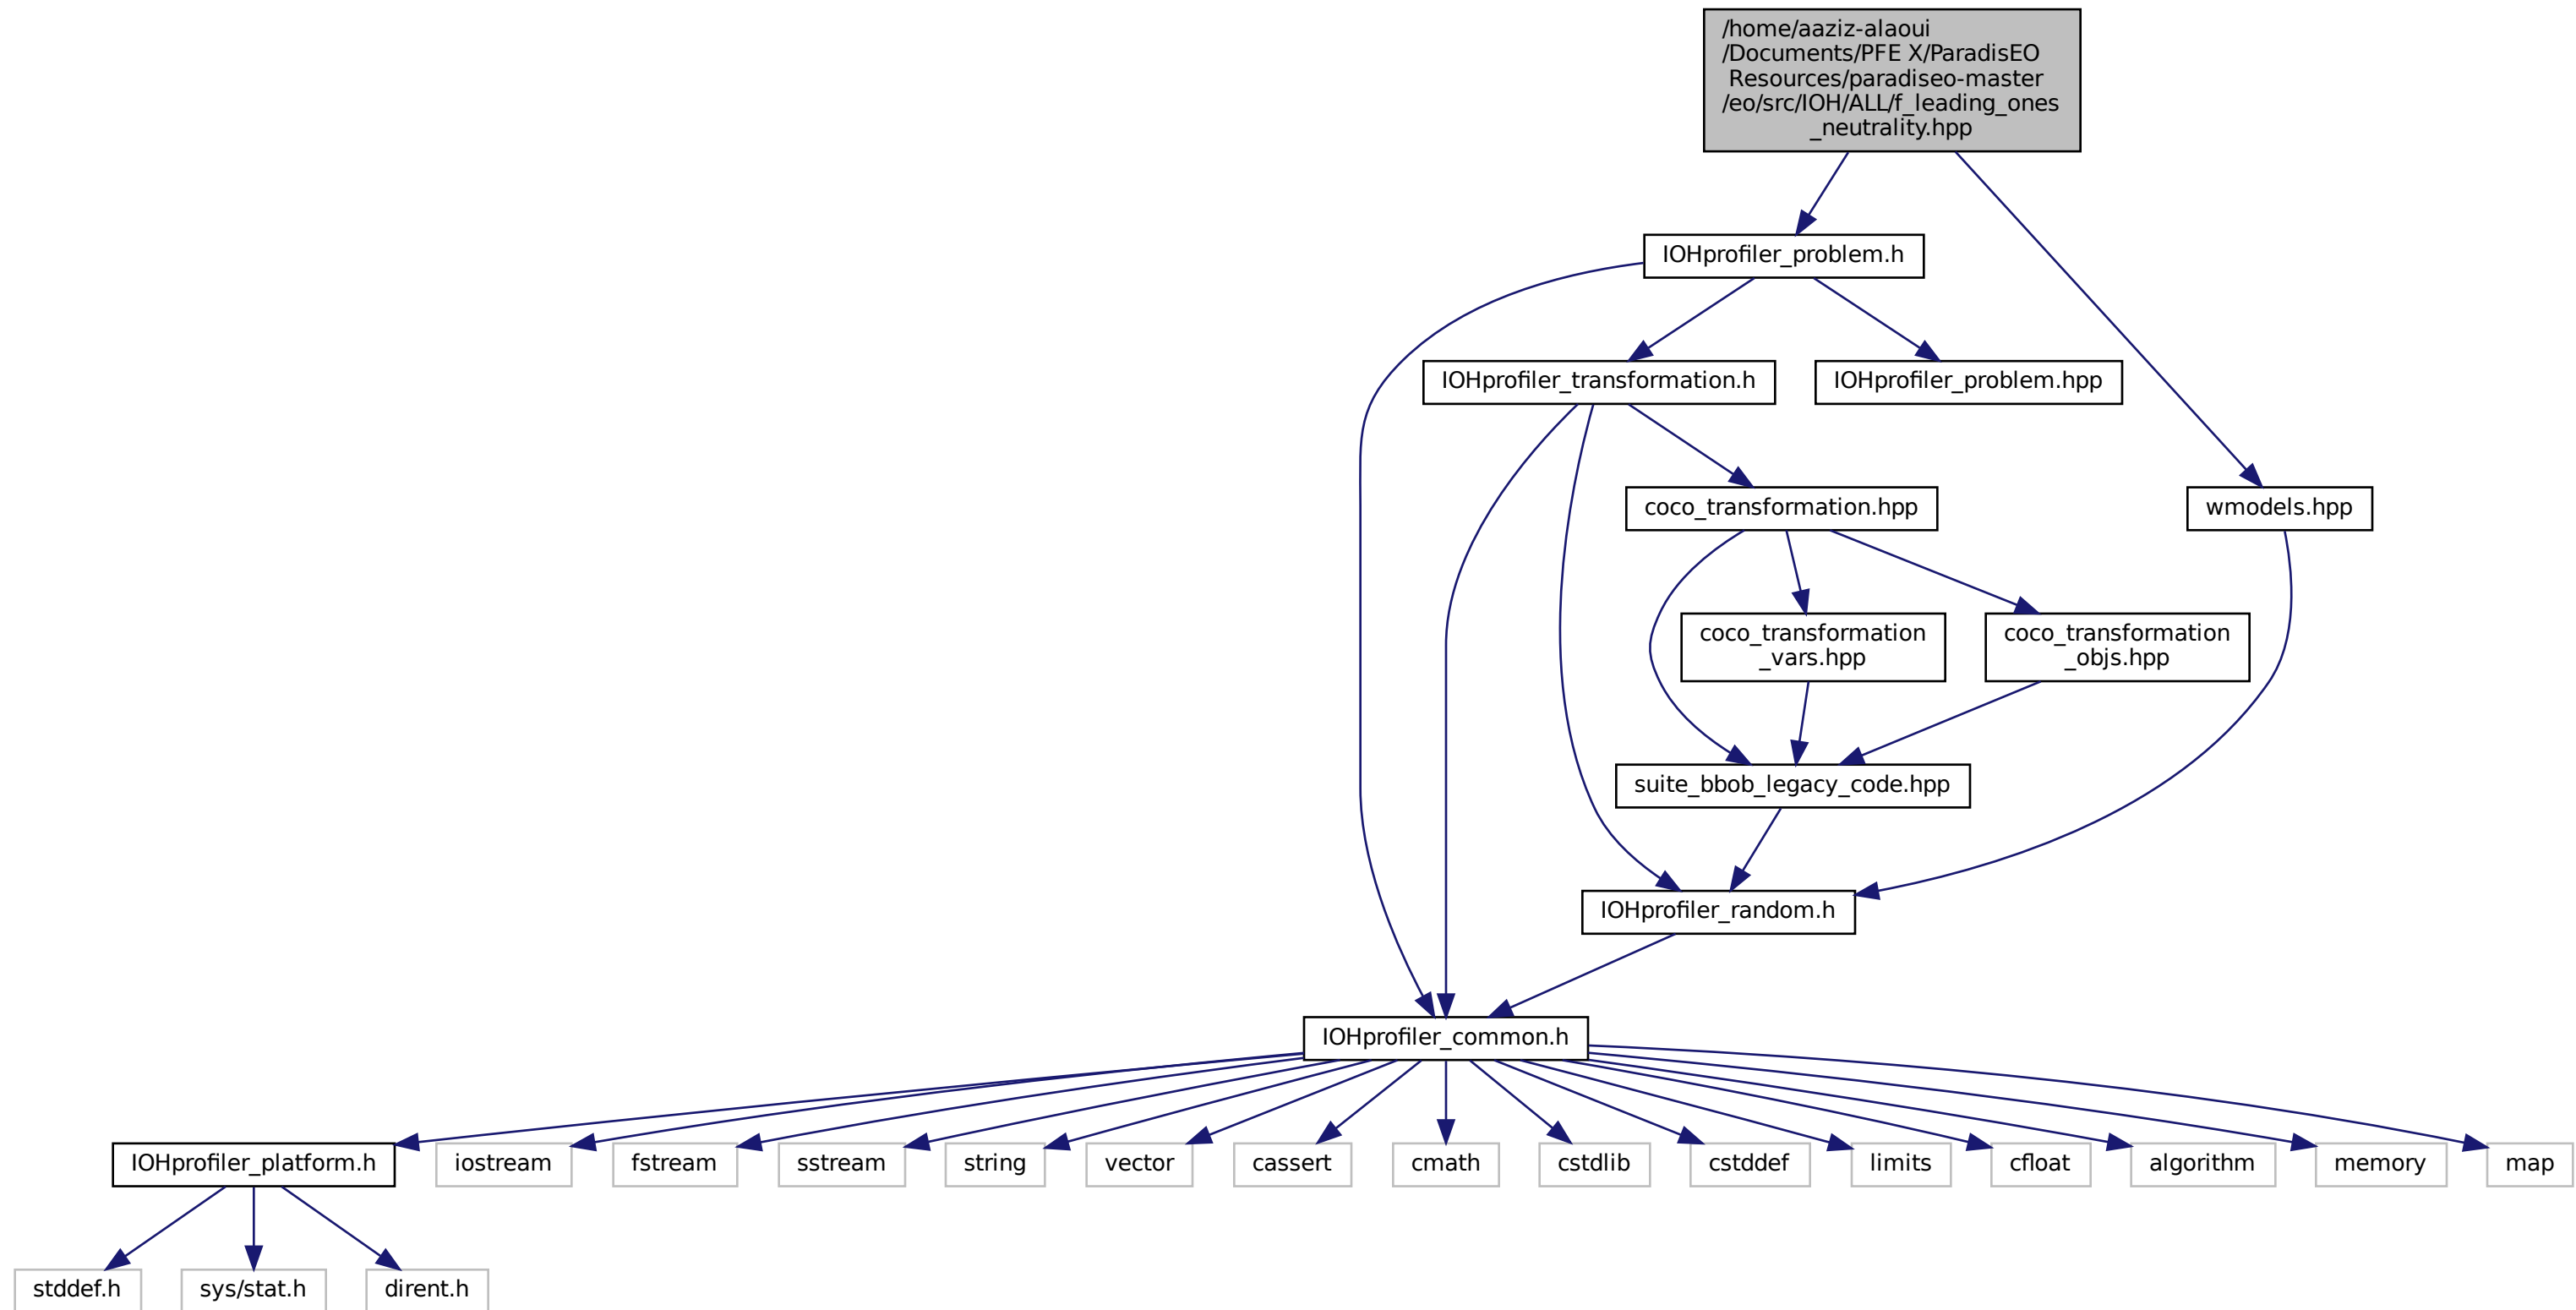 /home/aaziz-alaoui
/Documents/PFE X/ParadisEO
Resources/paradiseo-master
/eo/src/IOH/ALL/f_leading_ones
_neutrality.hpp
IOHprofiler_problem.h
IOHprofiler_transformation.h
IOHprofiler_problem.hpp
coco_transformation.hpp
wmodels.hpp
coco_transformation
_vars.hpp
coco_transformation
_objs.hpp
suite_bbob_legacy_code.hpp
IOHprofiler_random.h
IOHprofiler_common.h
IOHprofiler_platform.h
iostream
fstream
sstream
string
vector
cassert
cmath
cstdlib
cstddef
limits
cfloat
algorithm
memory
map
stddef.h
sys/stat.h
dirent.h